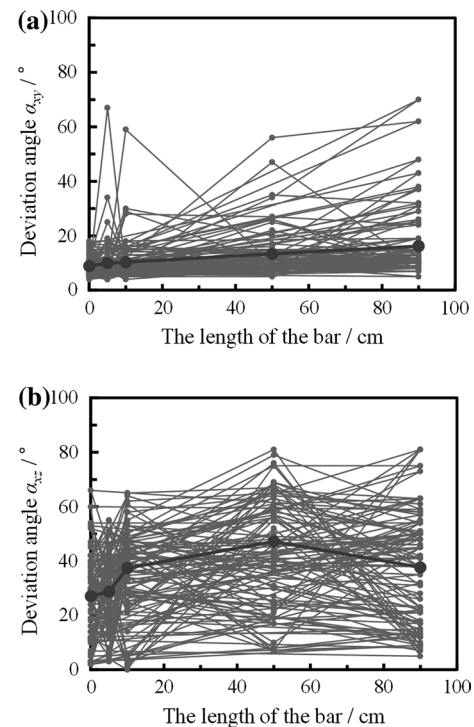 (a)
100
80
60
40
20
0
Deviation angle αxy / °
0 20 40 60 80 100
The length of the bar / cm
(b)
100
80
60
40
20
0
Deviation angle αxz / °
0 20 40 60 80 100
The length of the bar / cm